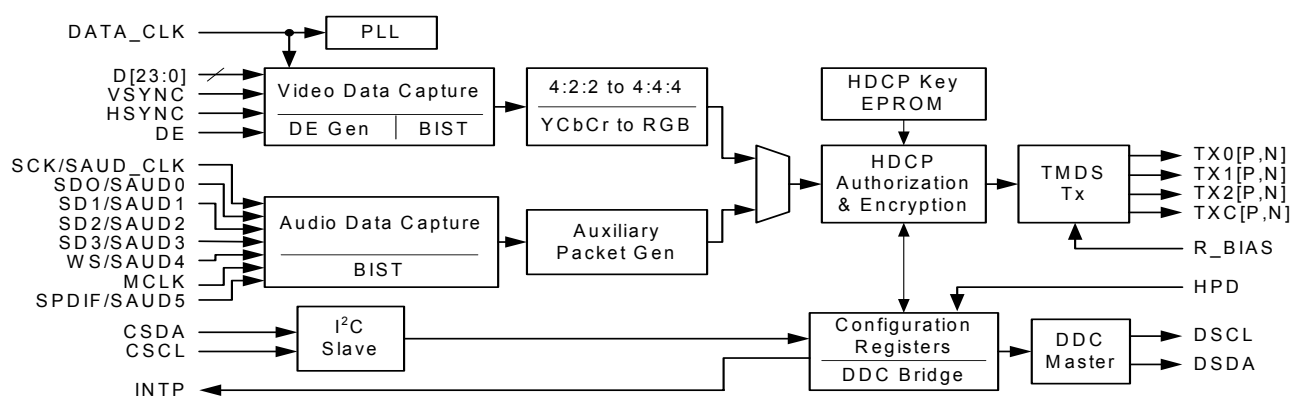 DATA_CLK
PLL
D[23:0]
VSYNC
HSYNC
DE
Video Data Capture
DE Gen
BIST
4:2:2 to 4:4:4
YCbCr to RGB
HDCP Key
EPROM
SCK/SAUD_CLK
SDO/SAUD0
SD1/SAUD1
SD2/SAUD2
SD3/SAUD3
WS/SAUD4
MCLK
SPDIF/SAUD5
Audio Data Capture
BIST
Auxiliary
Packet Gen
HDCP
Authorization
& Encryption
TMDS
Tx
TX0[P,N]
TX1[P,N]
TX2[P,N]
TXC[P,N]
R_BIAS
HPD
CSDA
CSCL
I²C
Slave
Configuration
Registers
DDC Bridge
DDC
Master
DSCL
DSDA
INTP